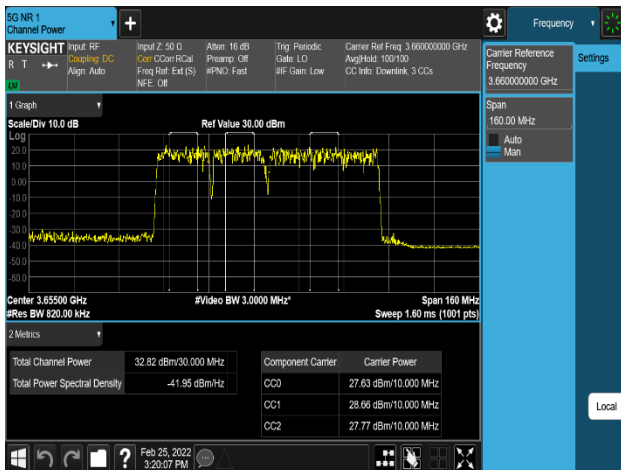 5G NR 1
Channel Power
Frequency
KEYSIGHT
R T
LXI
Input: RF
Coupling: DC
Align: Auto
Input Z: 50 Ω
Corr CCorr RCal
Freq Ref: Ext (S)
NFE: Off
Atten: 16 dB
Preamp: Off
#PNO: Fast
Trig: Periodic
Gate: LO
#IF Gain: Low
Carrier Ref Freq: 3.660000000 GHz
Avg|Hold: 100/100
CC Info: Downlink, 3 CCs
Carrier Reference
Frequency
3.660000000 GHz
Settings
Span
160.00 MHz
Auto
Man
1 Graph
Scale/Div 10.0 dB
Ref Value 30.00 dBm
Log
20.0
10.0
0.00
-10.0
-20.0
-30.0
-40.0
-50.0
-60.0
Center 3.65500 GHz
#Video BW 3.0000 MHz*
Span 160 MHz
#Res BW 820.00 kHz
Sweep 1.60 ms (1001 pts)
2 Metrics
Total Channel Power 32.82 dBm/30.000 MHz
Total Power Spectral Density -41.95 dBm/Hz
Component Carrier Carrier Power
CC0 27.63 dBm/10.000 MHz
CC1 28.66 dBm/10.000 MHz
CC2 27.77 dBm/10.000 MHz
Local
?
Feb 25, 2022
3:20:07 PM